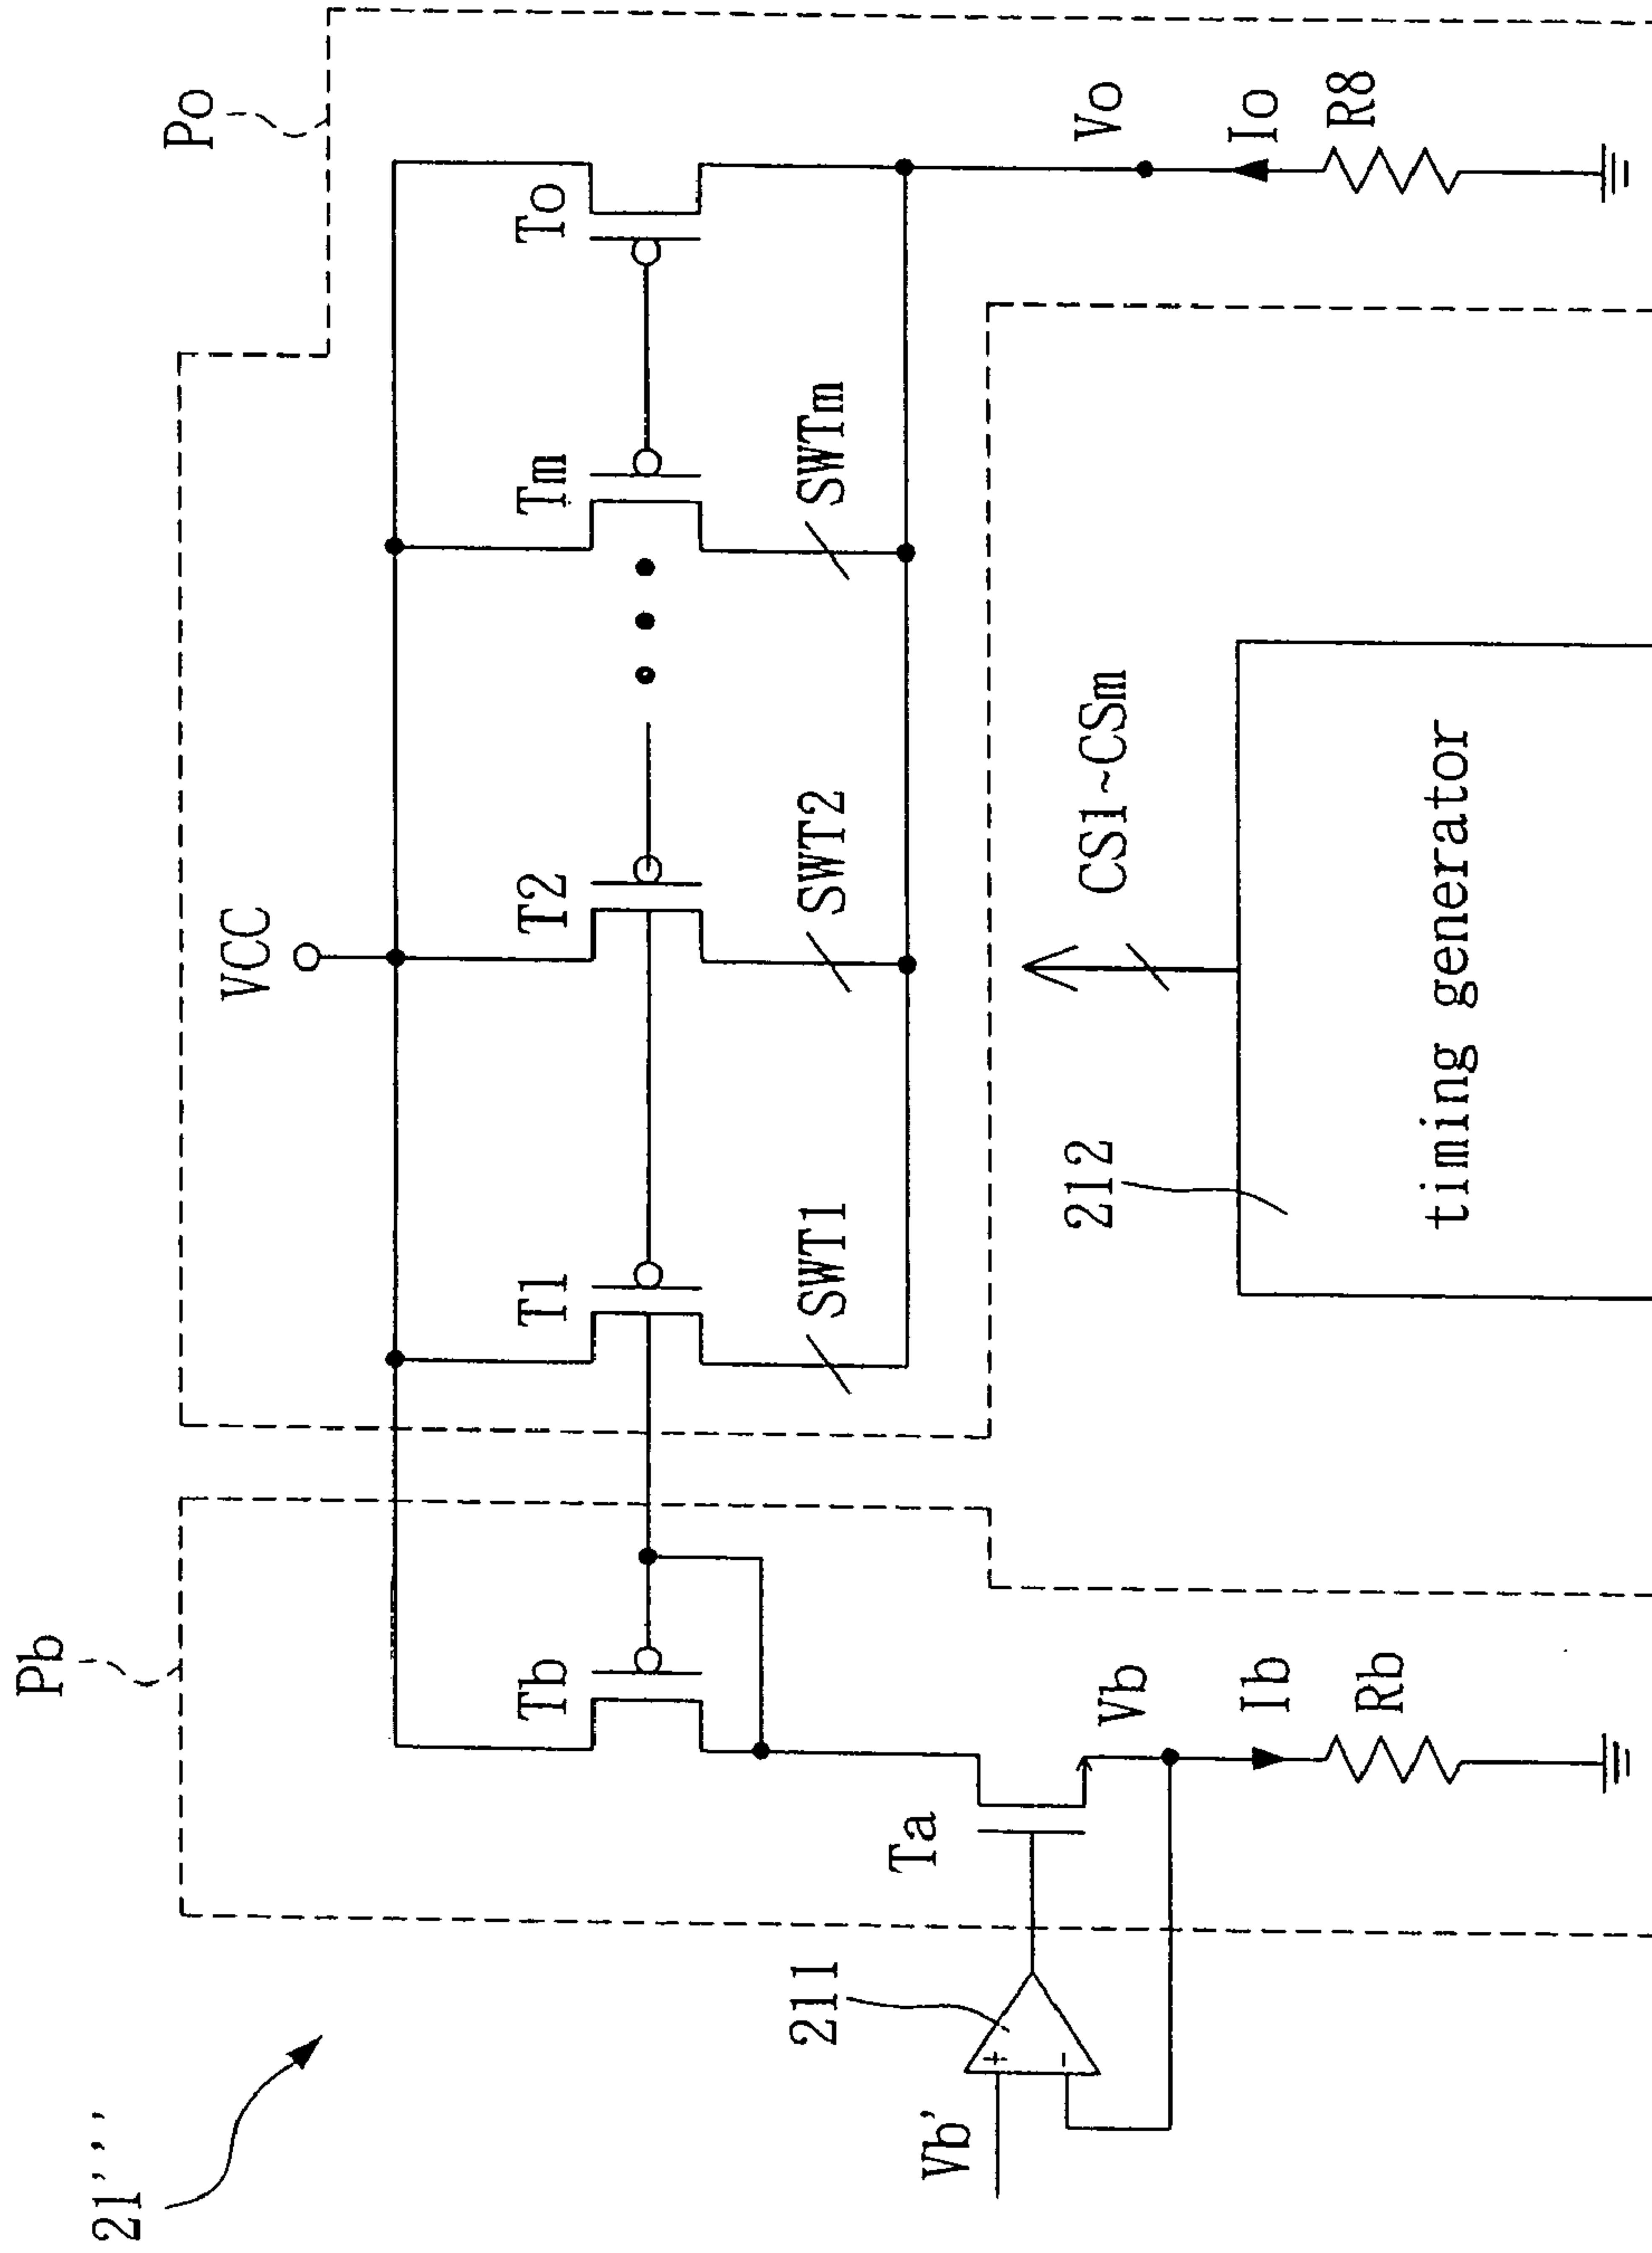 21'''
Pb
Po
VCC
Tb
T1
T2
Tm
To
SWT1
SWT2
SWTm
211
Ta
Vb'
+
-
Vb
Ib
Rb
212
CS1~CSm
timing generator
Vo
Io
R8